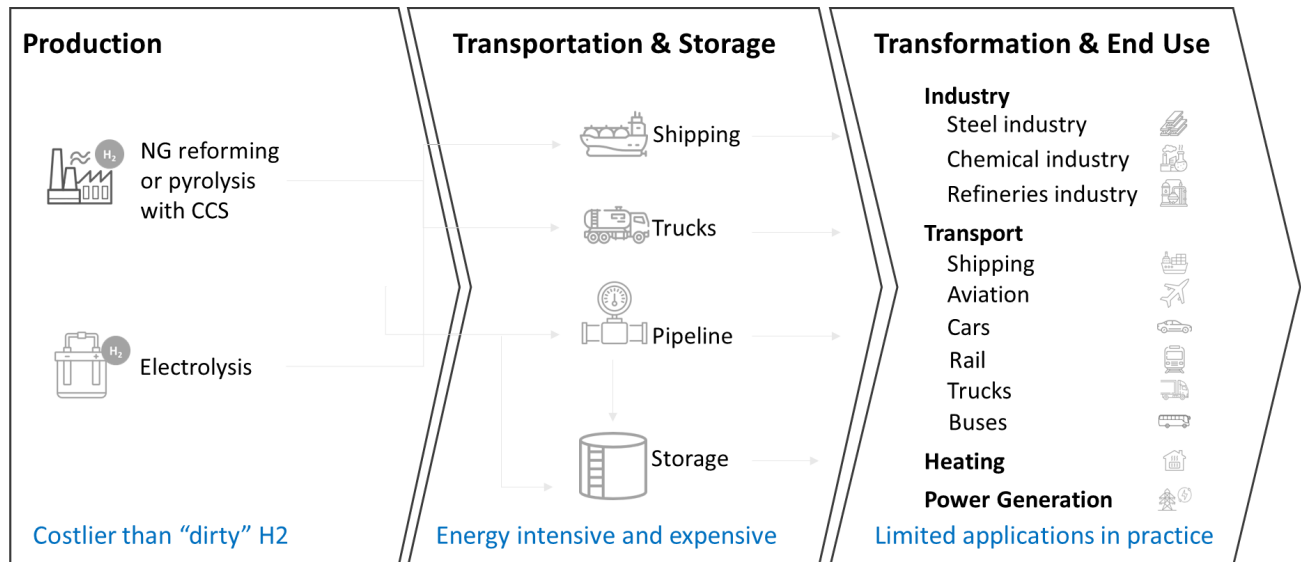 Production
H₂
NG reforming
or pyrolysis
with CCS
H₂
Electrolysis
Costlier than “dirty” H2
Transportation & Storage
Shipping
Trucks
Pipeline
Storage
Energy intensive and expensive
Transformation & End Use
Industry
Steel industry
Chemical industry
Refineries industry
Transport
Shipping
Aviation
Cars
Rail
Trucks
Buses
Heating
Power Generation
Limited applications in practice